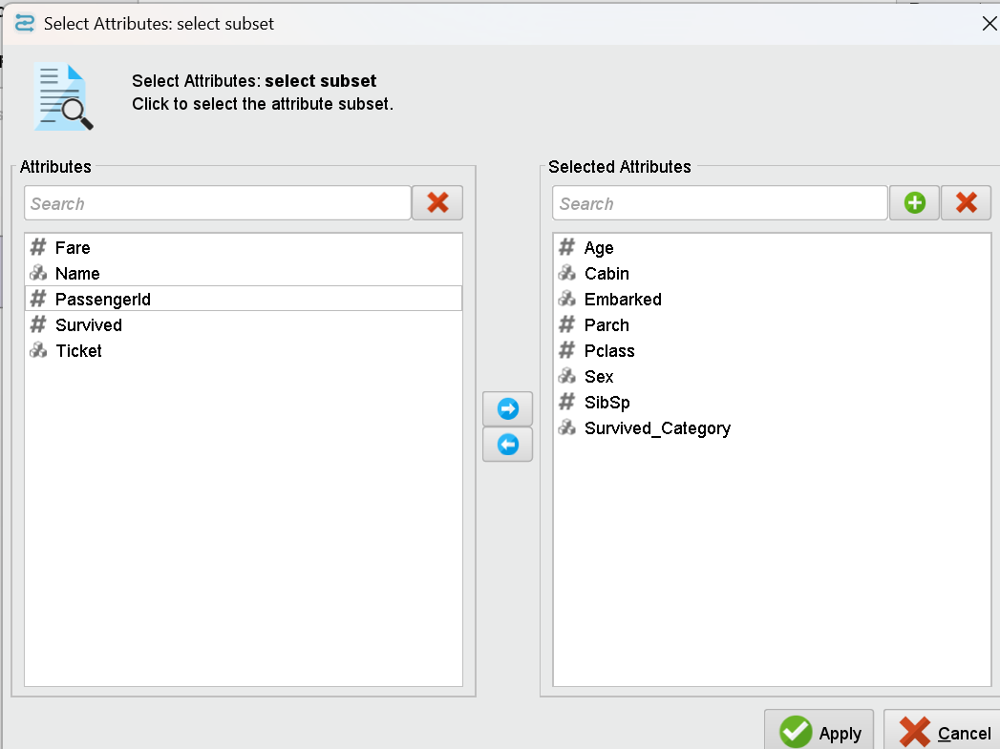 Select Attributes: select subset
Select Attributes: select subset
Click to select the attribute subset.
Attributes
Search
Fare
Name
PassengerId
Survived
Ticket
Selected Attributes
Search
Age
Cabin
Embarked
Parch
Pclass
Sex
SibSp
Survived_Category
Apply
Cancel